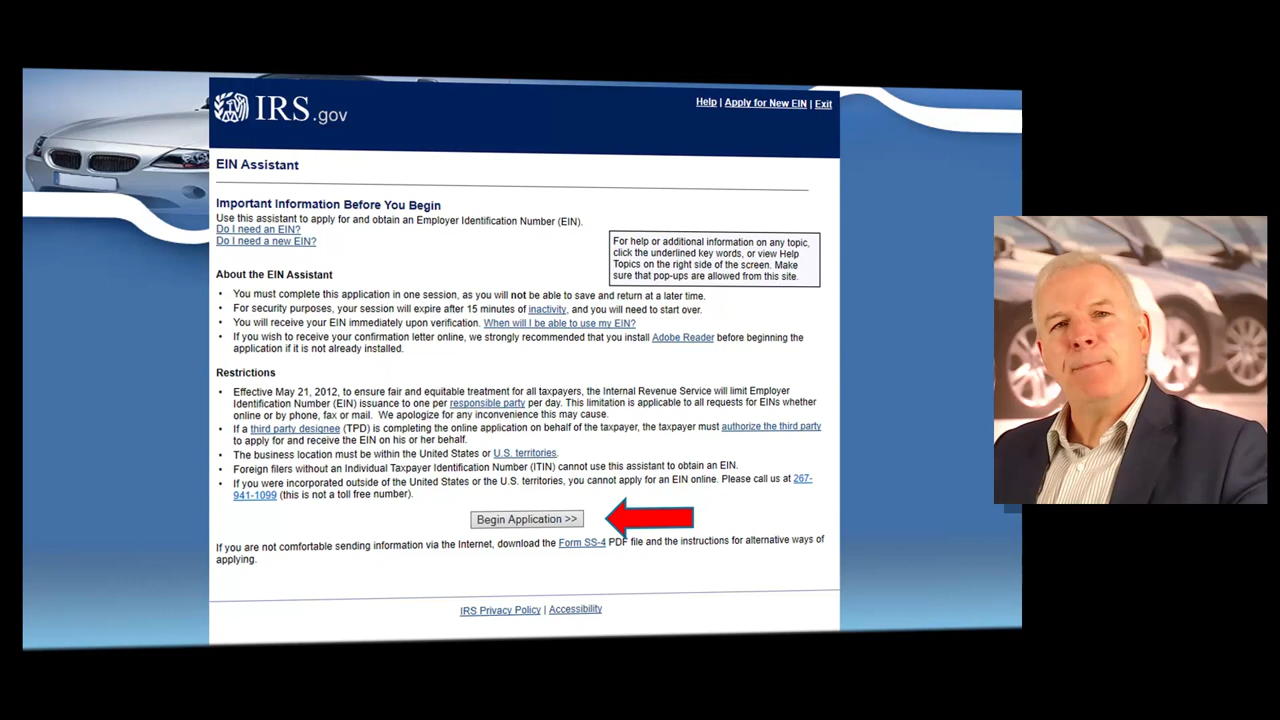 IRS.gov
Help | Apply for New EIN | Exit
EIN Assistant
Important Information Before You Begin
Use this assistant to apply for and obtain an Employer Identification Number (EIN).
Do I need an EIN?
Do I need a new EIN?
For help or additional information on any topic,
click the underlined key words, or view Help
Topics on the right side of the screen. Make
sure that pop-ups are allowed from this site.
About the EIN Assistant
• You must complete this application in one session, as you will not be able to save and return at a later time.
• For security purposes, your session will expire after 15 minutes of inactivity, and you will need to start over.
• You will receive your EIN immediately upon verification. When will I be able to use my EIN?
• If you wish to receive your confirmation letter online, we strongly recommended that you install Adobe Reader before beginning the
application if it is not already installed.
Restrictions
• Effective May 21, 2012, to ensure fair and equitable treatment for all taxpayers, the Internal Revenue Service will limit Employer
Identification Number (EIN) issuance to one per responsible party per day. This limitation is applicable to all requests for EINs whether
online or by phone, fax or mail. We apologize for any inconvenience this may cause.
• If a third party designee (TPD) is completing the online application on behalf of the taxpayer, the taxpayer must authorize the third party
to apply for and receive the EIN on his or her behalf.
• The business location must be within the United States or U.S. territories.
• Foreign filers without an Individual Taxpayer Identification Number (ITIN) cannot use this assistant to obtain an EIN.
• If you were incorporated outside of the United States or the U.S. territories, you cannot apply for an EIN online. Please call us at 267-
941-1099 (this is not a toll free number).
Begin Application >>
If you are not comfortable sending information via the Internet, download the Form SS-4 PDF file and the instructions for alternative ways of
applying.
IRS Privacy Policy | Accessibility